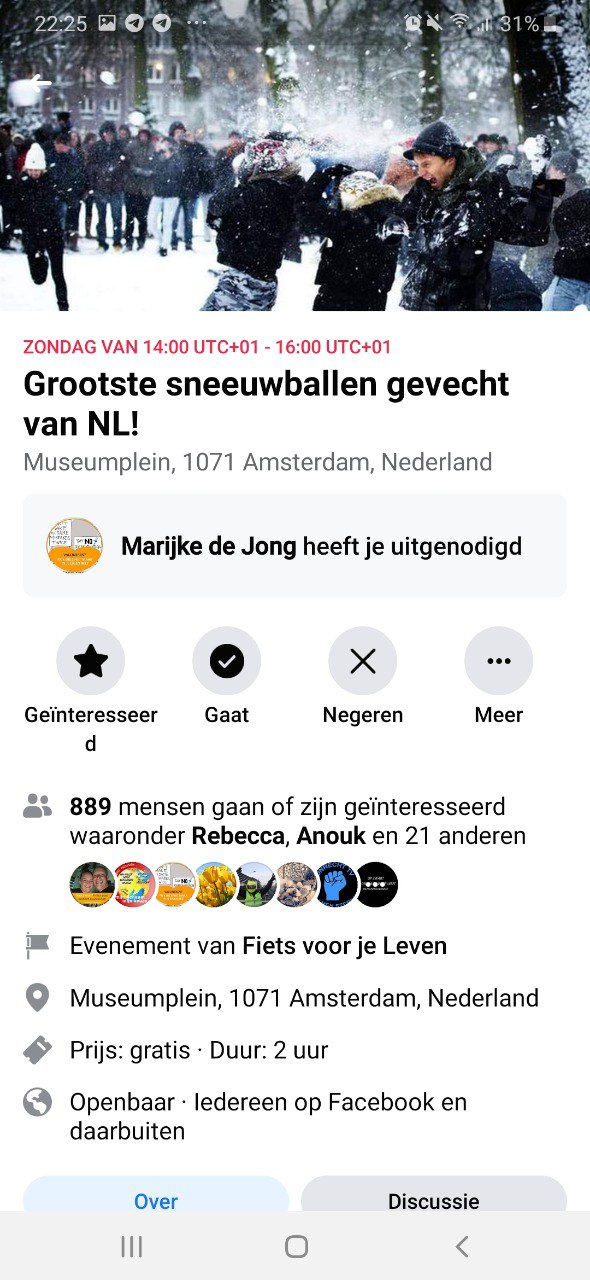 22:25
31%
ZONDAG VAN 14:00 UTC+01 - 16:00 UTC+01
Grootste sneeuwballen gevecht
van NL!
Museumplein, 1071 Amsterdam, Nederland
Marijke de Jong heeft je uitgenodigd
Geïnteresseer
d
Gaat
Negeren
Meer
889 mensen gaan of zijn geïnteresseerd
waaronder Rebecca, Anouk en 21 anderen
Evenement van Fiets voor je Leven
Museumplein, 1071 Amsterdam, Nederland
Prijs: gratis · Duur: 2 uur
Openbaar · Iedereen op Facebook en
daarbuiten
Over
Discussie